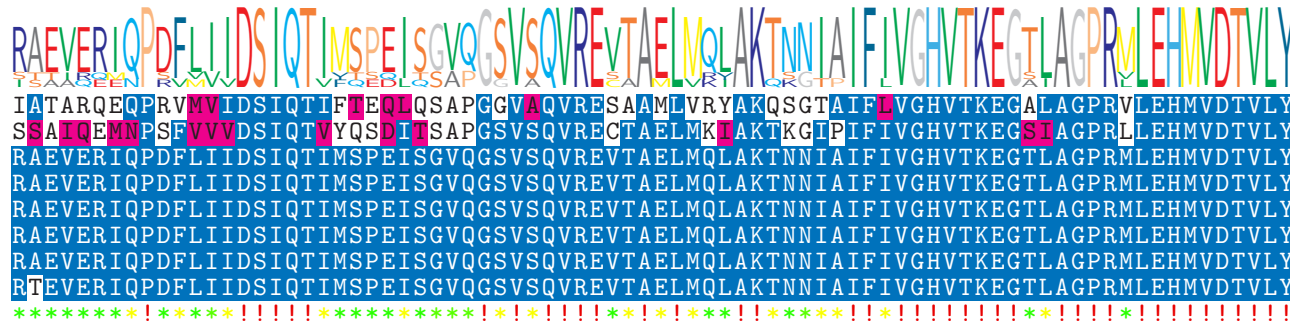 RAEVERIQPDFLIIDSIQTIMSPEISGVQGSVSQVREVTAELMQLAKTNNIAIFIVGHVTKEGTLAGPRMLEHMVDTVLY
IATARQEQPRVMVIDSIQTIFTEQLQSAPGGVAQVRESAAMLVRYAKQSGTAIFLVGHVTKEGALAGPRVLEHMVDTVLY
SSAIQEMNPSFVVVDSIQTVYQSDITSAPGSVSQVRECTAELMKIAKTKGIPIFIVGHVTKEGSIAGPRLLEHMVDTVLY
RAEVERIQPDFLIIDSIQTIMSPEISGVQGSVSQVREVTAELMQLAKTNNIAIFIVGHVTKEGTLAGPRMLEHMVDTVLY
RAEVERIQPDFLIIDSIQTIMSPEISGVQGSVSQVREVTAELMQLAKTNNIAIFIVGHVTKEGTLAGPRMLEHMVDTVLY
RAEVERIQPDFLIIDSIQTIMSPEISGVQGSVSQVREVTAELMQLAKTNNIAIFIVGHVTKEGTLAGPRMLEHMVDTVLY
RAEVERIQPDFLIIDSIQTIMSPEISGVQGSVSQVREVTAELMQLAKTNNIAIFIVGHVTKEGTLAGPRMLEHMVDTVLY
RAEVERIQPDFLIIDSIQTIMSPEISGVQGSVSQVREVTAELMQLAKTNNIAIFIVGHVTKEGTLAGPRMLEHMVDTVLY
RTEVERIQPDFLIIDSIQTIMSPEISGVQGSVSQVREVTAELMQLAKTNNIAIFIVGHVTKEGTLAGPRMLEHMVDTVLY
********!*****!!!!!**********!*!*!!!!**!*!***!!*****!!*!!!!!!!!**!!!!*!!!!!!!!!!